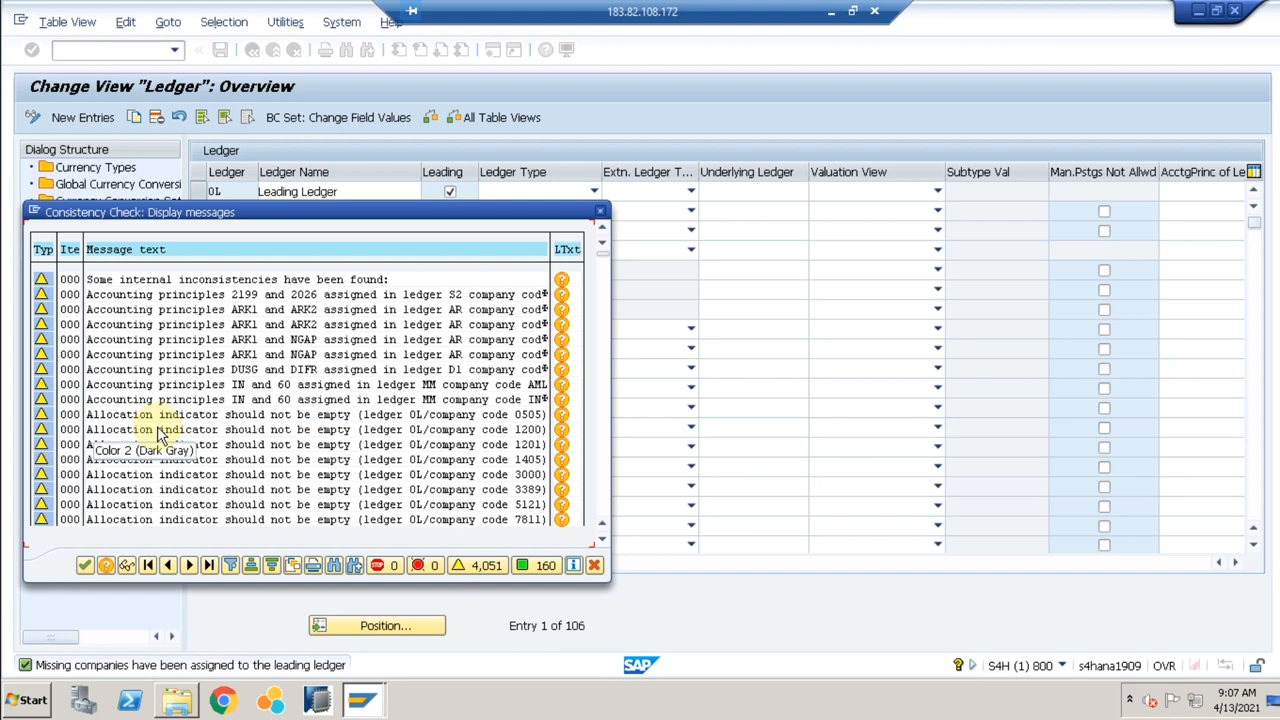 183.82.108.172
Table View Edit Goto Selection Utilities System Help
Change View "Ledger": Overview
New Entries BC Set: Change Field Values All Table Views
Dialog Structure
Currency Types
Global Currency Conversi
Ledger
Ledger Ledger Name Leading Ledger Type Extn. Ledger T... Underlying Ledger Valuation View Subtype Val Man.Pstgs Not Allwd AcctgPrinc of Le
0L Leading Ledger
Consistency Check: Display messages
Typ Ite Message text LTxt
000 Some internal inconsistencies have been found:
000 Accounting principles 2199 and 2026 assigned in ledger S2 company cod
000 Accounting principles ARK1 and ARK2 assigned in ledger AR company cod
000 Accounting principles ARK1 and ARK2 assigned in ledger AR company cod
000 Accounting principles ARK1 and NGAP assigned in ledger AR company cod
000 Accounting principles ARK1 and NGAP assigned in ledger AR company cod
000 Accounting principles DUSG and DIFR assigned in ledger D1 company cod
000 Accounting principles IN and 60 assigned in ledger MM company code AML
000 Accounting principles IN and 60 assigned in ledger MM company code IN
000 Allocation indicator should not be empty (ledger 0L/company code 0505)
000 Allocation indicator should not be empty (ledger 0L/company code 1200)
000 Allocation indicator should not be empty (ledger 0L/company code 1201)
Color 2 (Dark Gray)
000 Allocation indicator should not be empty (ledger 0L/company code 1405)
000 Allocation indicator should not be empty (ledger 0L/company code 3000)
000 Allocation indicator should not be empty (ledger 0L/company code 3389)
000 Allocation indicator should not be empty (ledger 0L/company code 5121)
000 Allocation indicator should not be empty (ledger 0L/company code 7811)
STOP 0 0 4,051 160
Position... Entry 1 of 106
Missing companies have been assigned to the leading ledger SAP S4H (1) 800 s4hana1909 OVR
Start 9:07 AM
4/13/2021